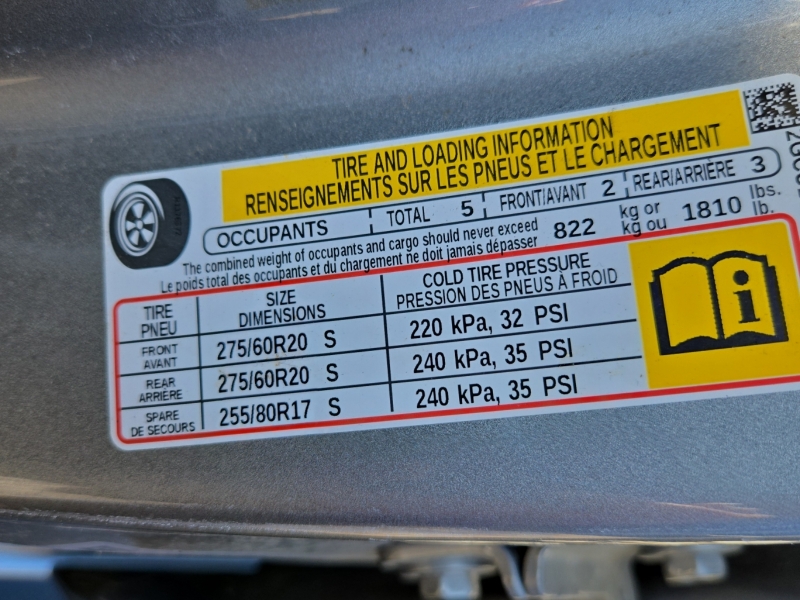 TIRE AND LOADING INFORMATION
RENSEIGNEMENTS SUR LES PNEUS ET LE CHARGEMENT
OCCUPANTS TOTAL 5 FRONT/AVANT 2 REAR/ARRIÈRE 3
The combined weight of occupants and cargo should never exceed
Le poids total des occupants et du chargement ne doit jamais dépasser
822 kg or kg ou 1810 lbs. lb.
TIRE PNEU SIZE DIMENSIONS COLD TIRE PRESSURE PRESSION DES PNEUS À FROID
FRONT AVANT 275/60R20 S 220 kPa, 32 PSI
REAR ARRIÈRE 275/60R20 S 240 kPa, 35 PSI
SPARE DE SECOURS 255/80R17 S 240 kPa, 35 PSI